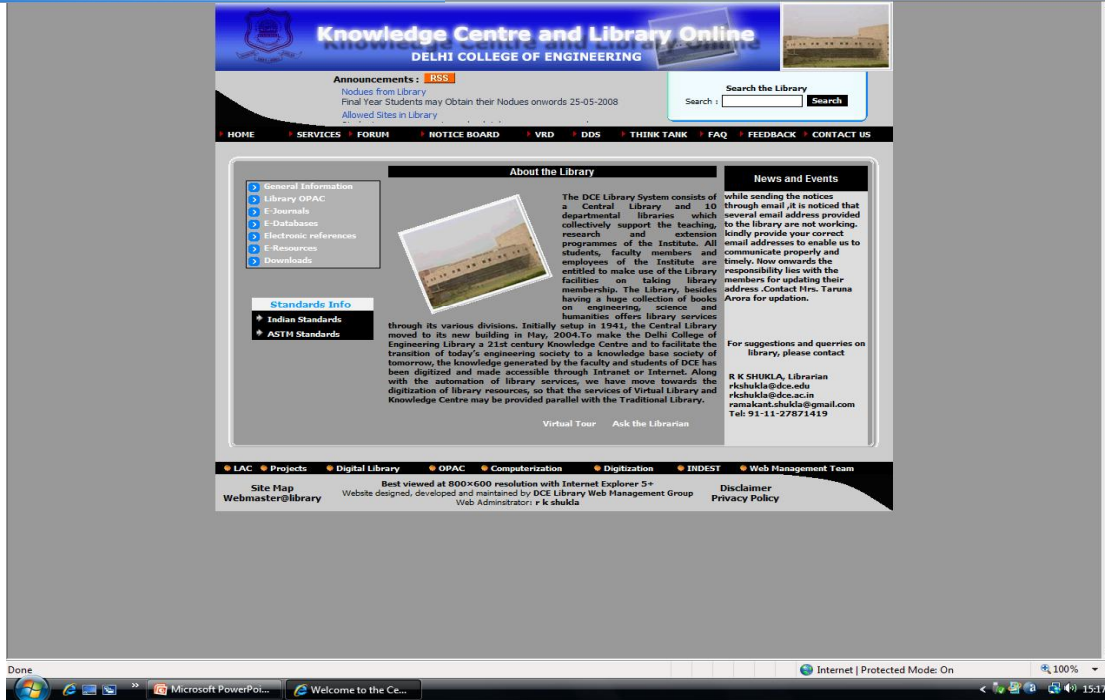 Knowledge Centre and Library Online
DELHI COLLEGE OF ENGINEERING
Announcements : RSS
Nodues from Library
Final Year Students may Obtain their Nodues onwords 25-05-2008
Allowed Sites in Library
Search the Library
Search :
Search
HOME SERVICES FORUM NOTICE BOARD VRD DDS THINK TANK FAQ FEEDBACK CONTACT US
General Information
Library OPAC
E-Journals
E-Databases
Electronic references
E-Resources
Downloads
Standards Info
Indian Standards
ASTM Standards
About the Library
The DCE Library System consists of
a Central Library and 10
departmental libraries which
collectively support the teaching,
research and extension
programmes of the Institute. All
students, faculty members and
employees of the Institute are
entitled to make use of the Library
facilities on taking library
membership. The Library, besides
having a huge collection of books
on engineering, science and
humanities offers library services
through its various divisions. Initially setup in 1941, the Central Library
moved to its new building in May, 2004.To make the Delhi College of
Engineering Library a 21st century Knowledge Centre and to facilitate the
transition of today's engineering society to a knowledge base society of
tomorrow, the knowledge generated by the faculty and students of DCE has
been digitized and made accessible through Intranet or Internet. Along
with the automation of library services, we have move towards the
digitization of library resources, so that the services of Virtual Library and
Knowledge Centre may be provided parallel with the Traditional Library.
Virtual Tour Ask the Librarian
News and Events
while sending the notices
through email ,it is noticed that
several email address provided
to the library are not working.
kindly provide your correct
email addresses to enable us to
communicate properly and
timely. Now onwards the
responsibility lies with the
members for updating their
address .Contact Mrs. Taruna
Arora for updation.
For suggestions and querries on
library, please contact
R K SHUKLA, Librarian
rkshukla@dce.edu
rkshukla@dce.ac.in
ramakant.shukla@gmail.com
Tel: 91-11-27871419
LAC Projects Digital Library OPAC Computerization Digitization INDEST Web Management Team
Site Map
Webmaster@library
Best viewed at 800×600 resolution with Internet Explorer 5+
Website designed, developed and maintained by DCE Library Web Management Group
Web Adminsitrator: r k shukla
Disclaimer
Privacy Policy
Done
Internet | Protected Mode: On
100%
Microsoft PowerPoi...
Welcome to the Ce...
15:17